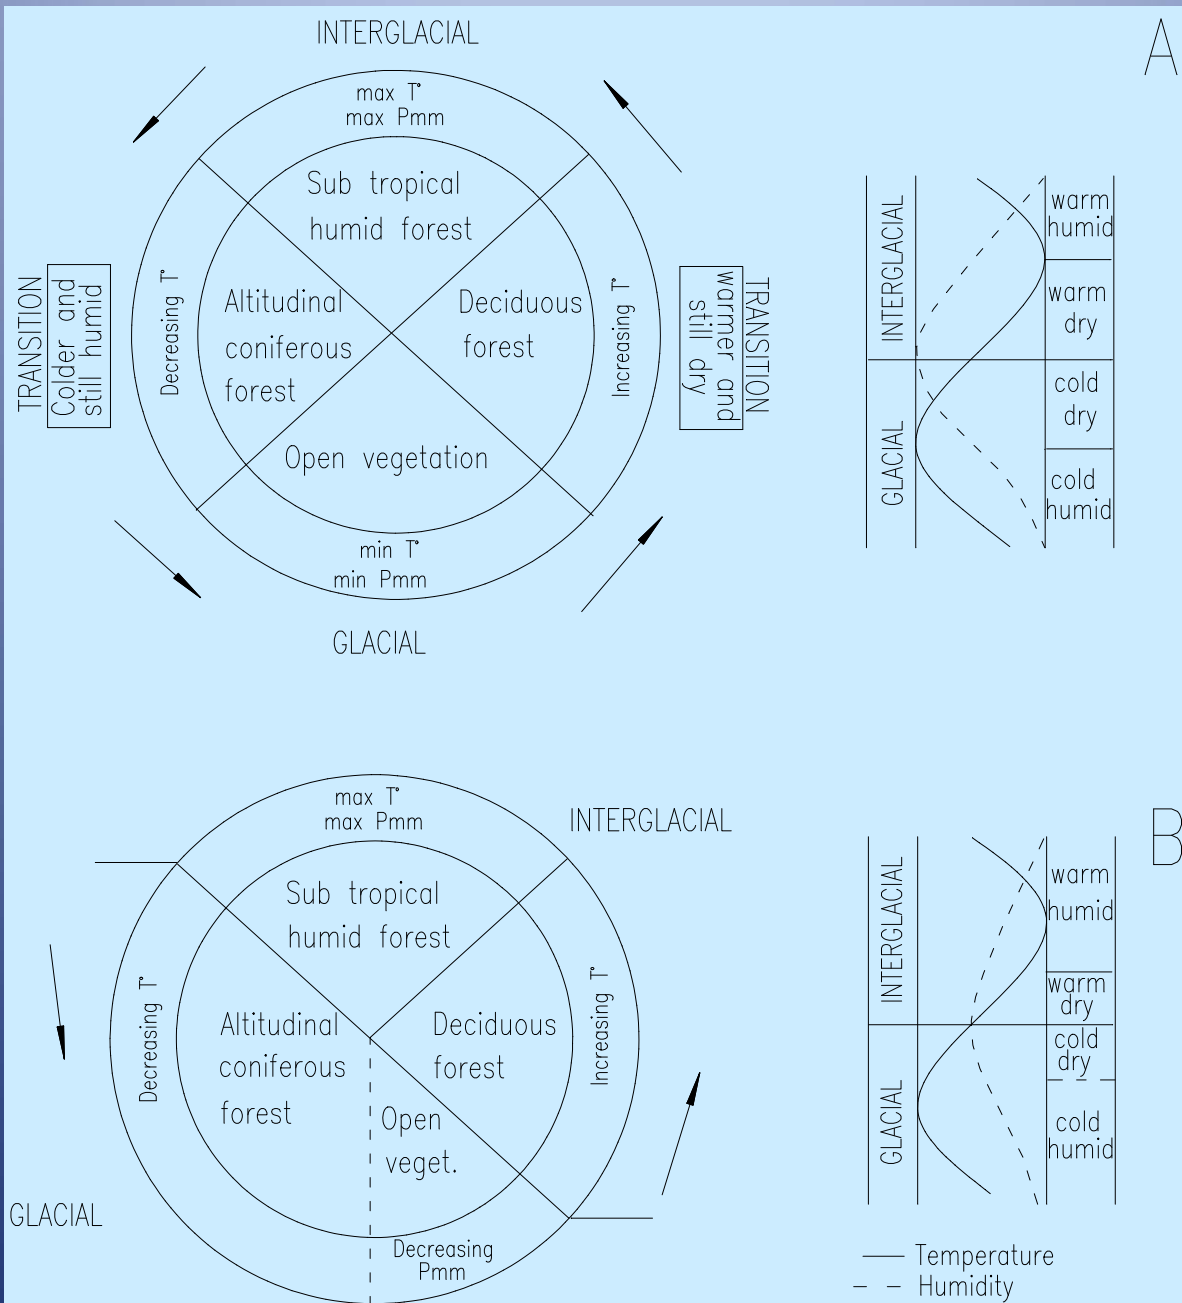 A
INTERGLACIAL
max T°
max Pmm
Sub tropical
humid forest
TRANSITION
Colder and
still humid
Decreasing T°
Altitudinal
coniferous
forest
Deciduous
forest
Increasing T°
warmer and
still dry
TRANSITION
Open vegetation
min T°
min Pmm
GLACIAL
INTERGLACIAL
GLACIAL
warm
humid
warm
dry
cold
dry
cold
humid
B
max T°
max Pmm
INTERGLACIAL
Sub tropical
humid forest
Decreasing T°
Altitudinal
coniferous
forest
Deciduous
forest
Increasing T°
Open
veget.
GLACIAL
Decreasing
Pmm
INTERGLACIAL
GLACIAL
warm
humid
warm
dry
cold
dry
cold
humid
Temperature
Humidity